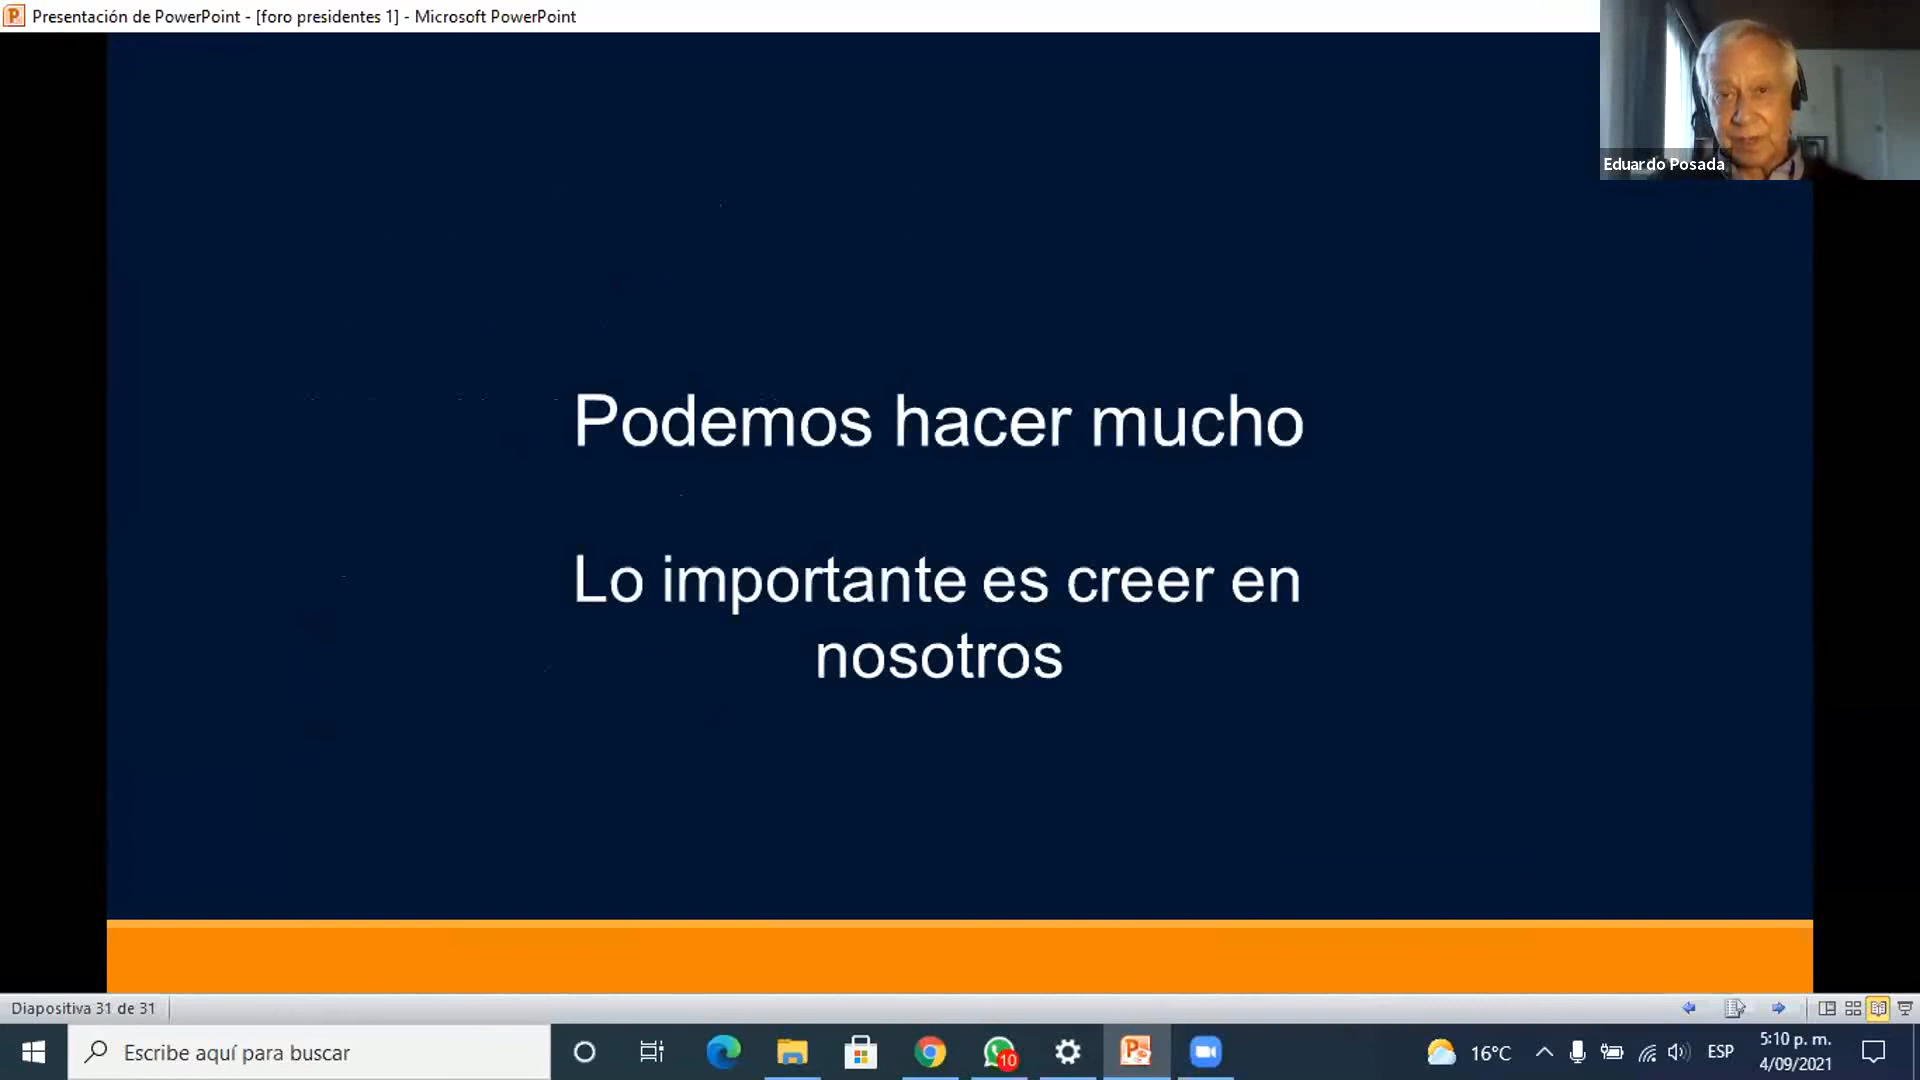 Presentación de PowerPoint - [foro presidentes 1] - Microsoft PowerPoint
Eduardo Posada
Podemos hacer mucho
Lo importante es creer en
nosotros
Diapositiva 31 de 31
Escribe aquí para buscar
10
16°C
ESP
5:10 p. m.
4/09/2021